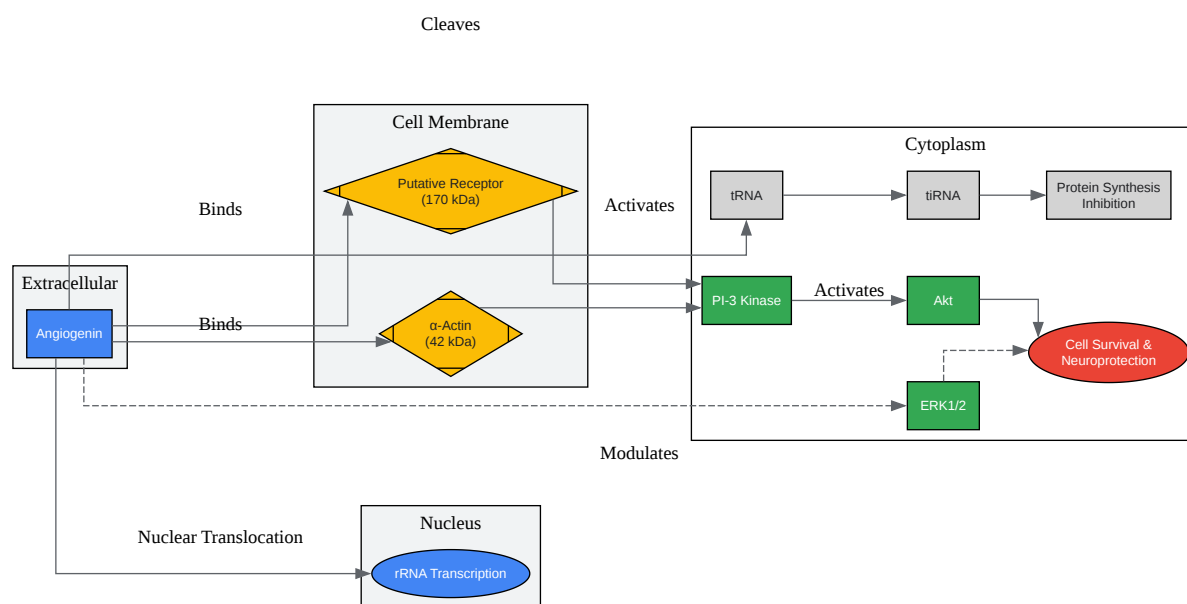 Cleaves
Cell Membrane
Putative Receptor
(170 kDa)
Cytoplasm
tRNA
tiRNA
Protein Synthesis
Inhibition
Binds
Activates
Extracellular
Angiogenin
Binds
α-Actin
(42 kDa)
PI-3 Kinase
Activates
Akt
Cell Survival &
Neuroprotection
ERK1/2
Modulates
Nucleus
Nuclear Translocation
rRNA Transcription